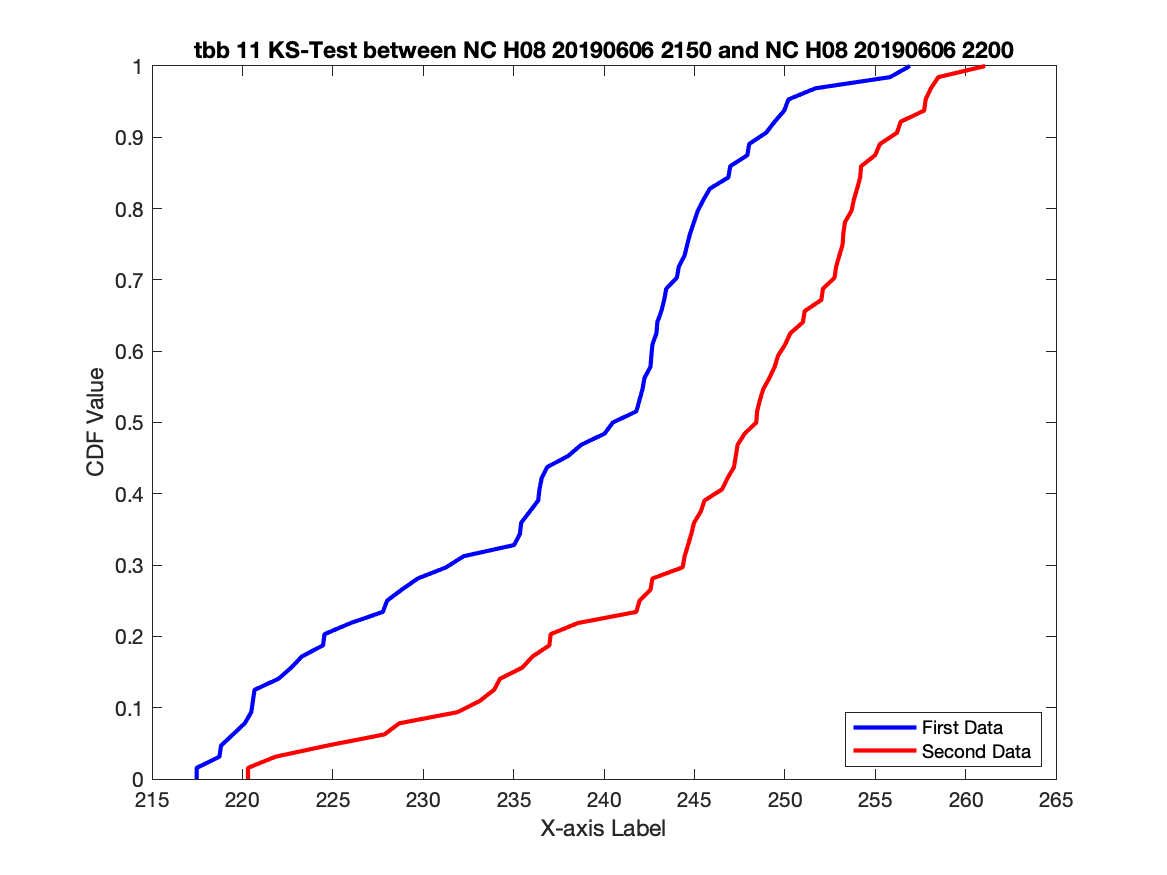 tbb 11 KS-Test between NC H08 20190606 2150 and NC H08 20190606 2200
1
0.9
0.8
0.7
0.6
0.5
0.4
0.3
0.2
0.1
0
CDF Value
First Data
Second Data
215 220 225 230 235 240 245 250 255 260 265
X-axis Label